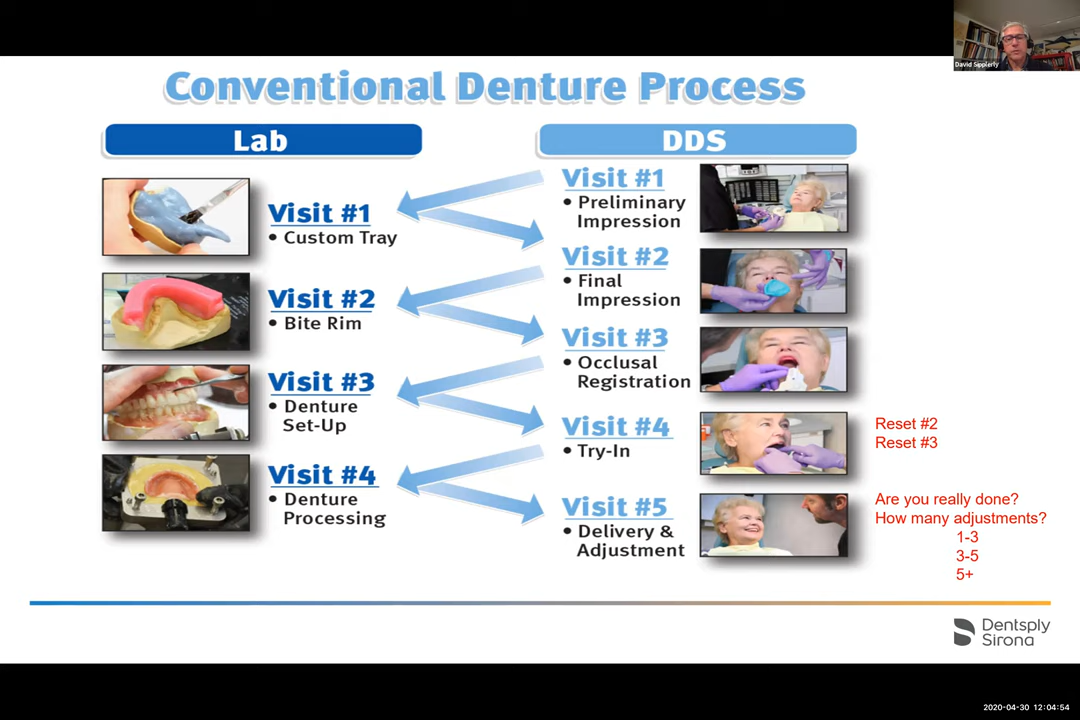 David Sipplerly
Conventional Denture Process
Lab
DDS
Visit #1
• Custom Tray
Visit #2
• Bite Rim
Visit #3
• Denture
Set-Up
Visit #4
• Denture
Processing
Visit #1
• Preliminary
Impression
Visit #2
• Final
Impression
Visit #3
• Occlusal
Registration
Visit #4
• Try-In
Visit #5
• Delivery &
Adjustment
Reset #2
Reset #3
Are you really done?
How many adjustments?
1-3
3-5
5+
Dentsply
Sirona
2020-04-30 12:04:54